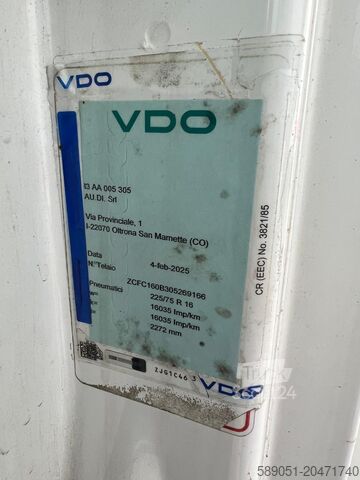 VDO
VDO
I3 AA 005 305
AU.DI. Srl
Via Provinciale, 1
I-22070 Oltrona San Mamette (CO)
Data 4-feb-2025
N°Telaio ZCFC160B305269166
Pneumatici 225/75 R 16
16035 Imp/km
16035 Imp/km
2272 mm
ZJG1C46 3
VDO
CR (EEC) No. 3821/85
589051-20471740